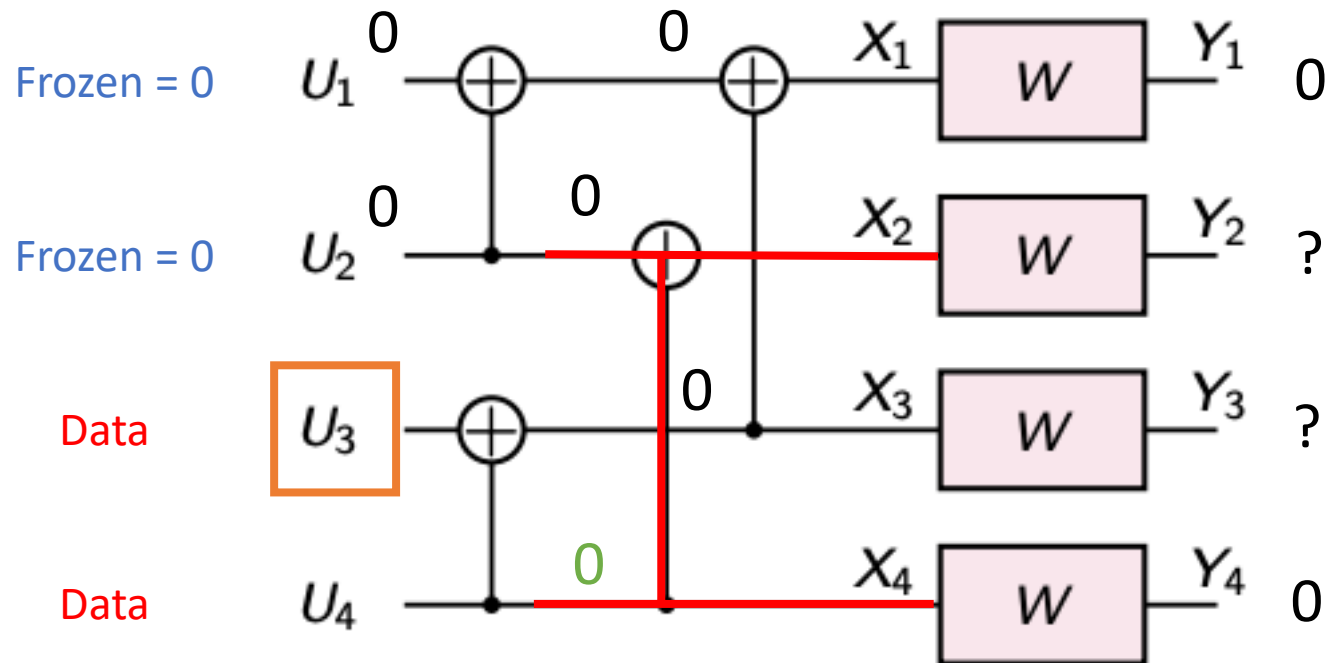 0 0
Frozen = 0 U₁ X₁ W Y₁ 0
0 0
Frozen = 0 U₂ X₂ W Y₂ ?
0
Data U₃ X₃ W Y₃ ?
0
Data U₄ X₄ W Y₄ 0